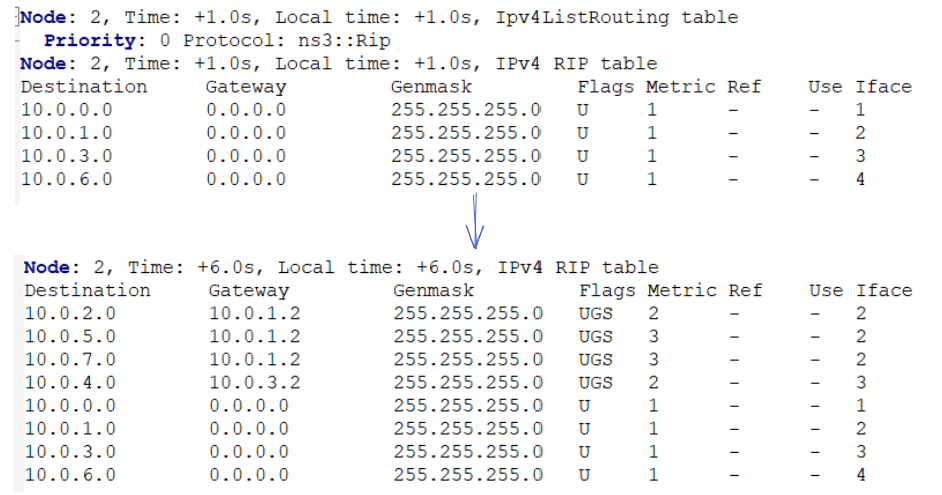 Node: 2, Time: +1.0s, Local time: +1.0s, Ipv4ListRouting table
Priority: 0 Protocol: ns3::Rip
Node: 2, Time: +1.0s, Local time: +1.0s, IPv4 RIP table
Destination Gateway Genmask Flags Metric Ref Use Iface
10.0.0.0 0.0.0.0 255.255.255.0 U 1 - - 1
10.0.1.0 0.0.0.0 255.255.255.0 U 1 - - 2
10.0.3.0 0.0.0.0 255.255.255.0 U 1 - - 3
10.0.6.0 0.0.0.0 255.255.255.0 U 1 - - 4
Node: 2, Time: +6.0s, Local time: +6.0s, IPv4 RIP table
Destination Gateway Genmask Flags Metric Ref Use Iface
10.0.2.0 10.0.1.2 255.255.255.0 UGS 2 - - 2
10.0.5.0 10.0.1.2 255.255.255.0 UGS 3 - - 2
10.0.7.0 10.0.1.2 255.255.255.0 UGS 3 - - 2
10.0.4.0 10.0.3.2 255.255.255.0 UGS 2 - - 3
10.0.0.0 0.0.0.0 255.255.255.0 U 1 - - 1
10.0.1.0 0.0.0.0 255.255.255.0 U 1 - - 2
10.0.3.0 0.0.0.0 255.255.255.0 U 1 - - 3
10.0.6.0 0.0.0.0 255.255.255.0 U 1 - - 4